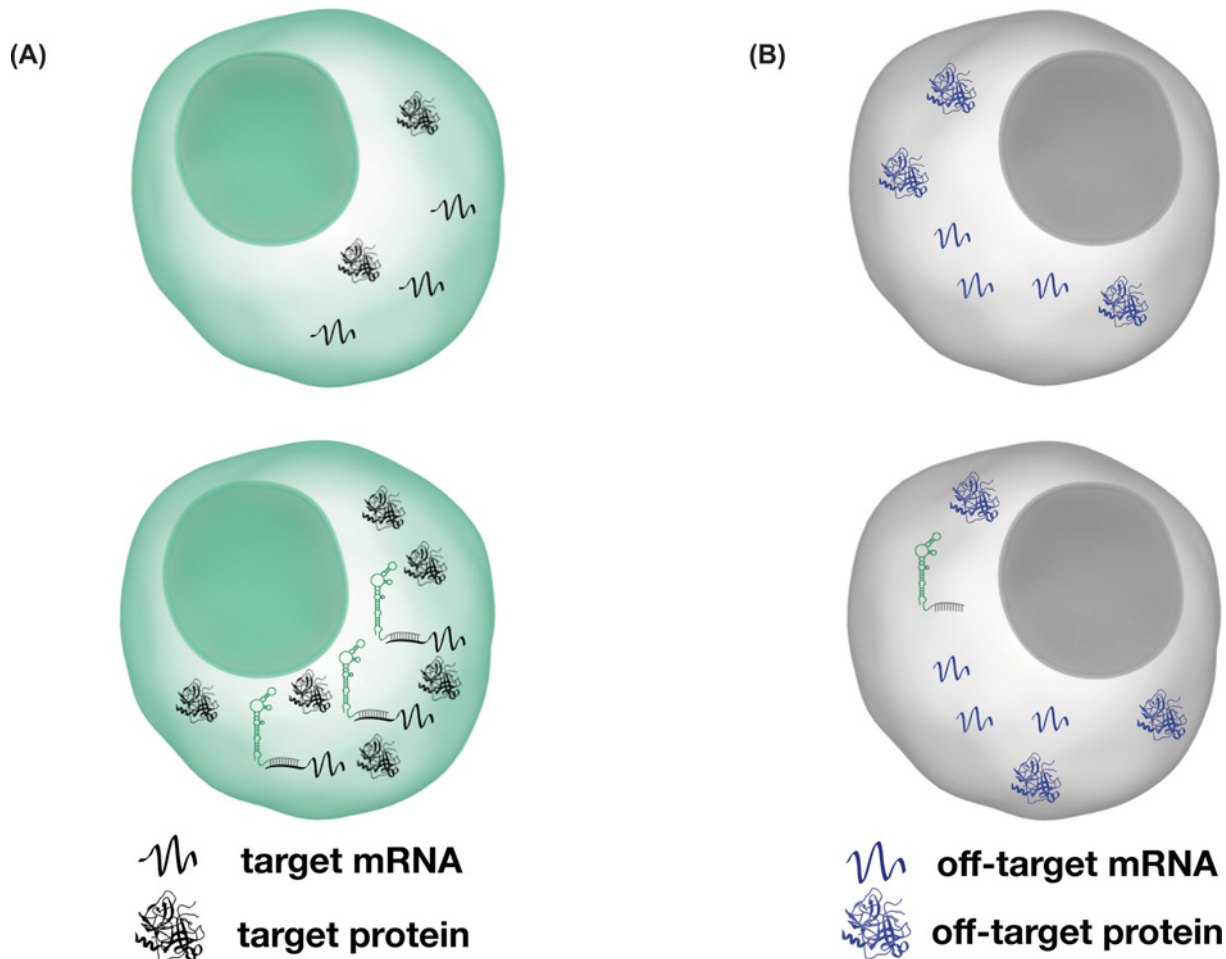 (A)
(B)
target mRNA
target protein
off-target mRNA
off-target protein